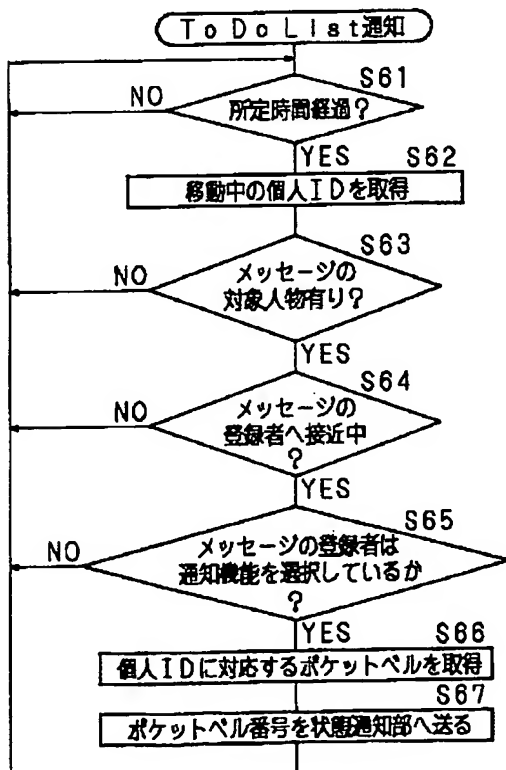 ToDoList通知
S61
NO
所定時間経過?
YES
S62
移動中の個人IDを取得
S63
NO
メッセージの
対象人物有り?
YES
S64
NO
メッセージの
登録者へ接近中
?
YES
S65
NO
メッセージの登録者は
通知機能を選択しているか
?
YES
S66
個人IDに対応するポケットベルを取得
S67
ポケットベル番号を状態通知部へ送る